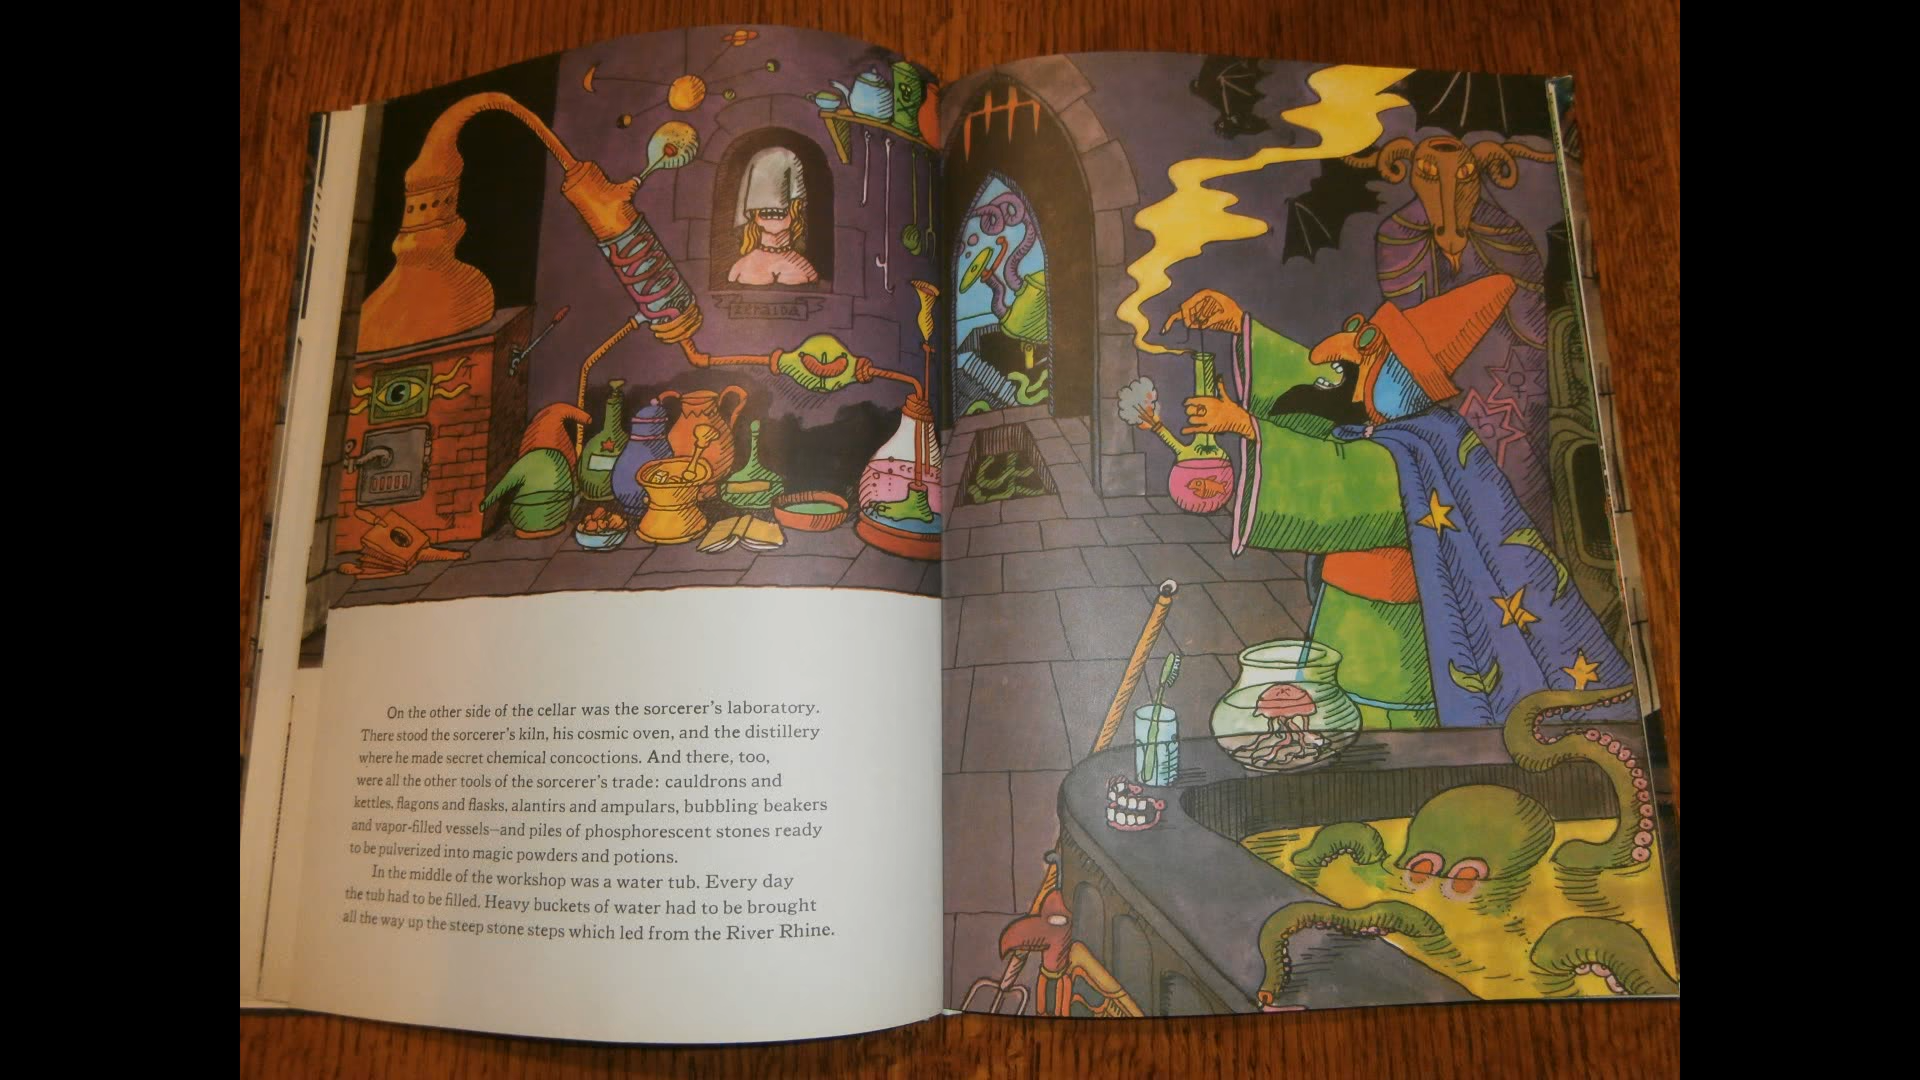 Zeralda
On the other side of the cellar was the sorcerer's laboratory.
There stood the sorcerer's kiln, his cosmic oven, and the distillery
where he made secret chemical concoctions. And there, too,
were all the other tools of the sorcerer's trade: cauldrons and
kettles, flagons and flasks, alantirs and ampulars, bubbling beakers
and vapor-filled vessels—and piles of phosphorescent stones ready
to be pulverized into magic powders and potions.
In the middle of the workshop was a water tub. Every day
the tub had to be filled. Heavy buckets of water had to be brought
all the way up the steep stone steps which led from the River Rhine.